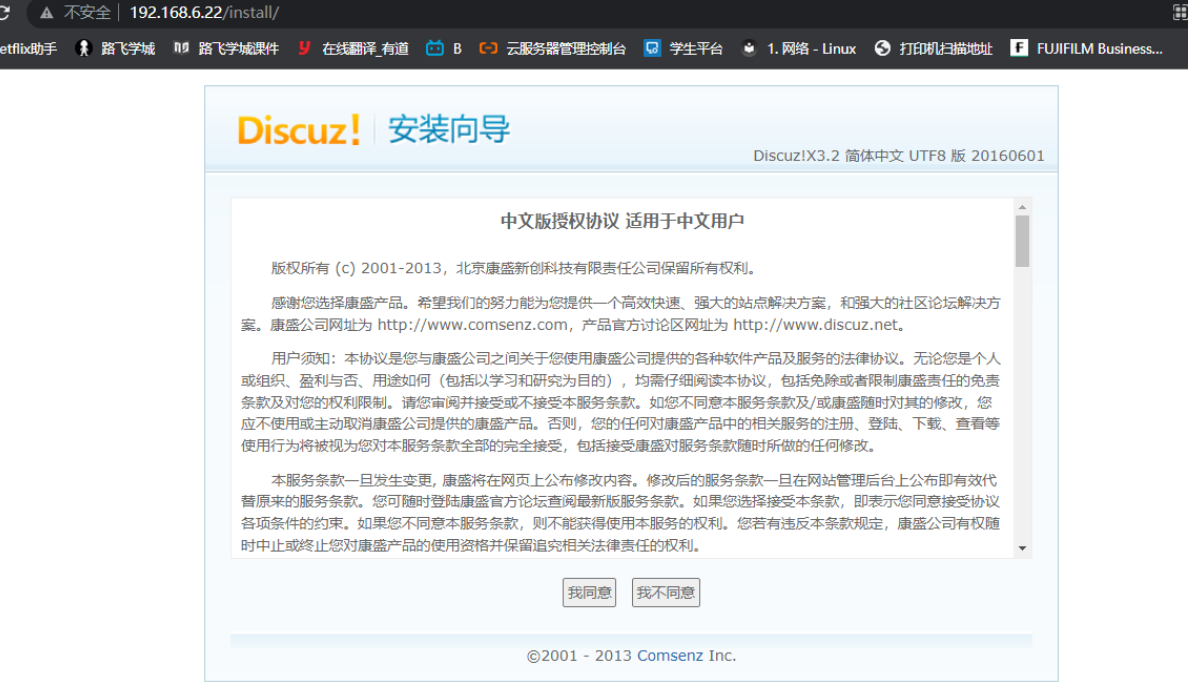 不安全 192.168.6.22/install/
etflix助手 路飞学城 路飞学城课件 在线翻译_有道 B 云服务器管理控制台 学生平台 1. 网络 - Linux 打印机扫描地址 FUJIFILM Business...
Discuz! 安装向导
Discuz!X3.2 简体中文 UTF8 版 20160601
中文版授权协议 适用于中文用户
版权所有 (c) 2001-2013，北京康盛新创科技有限责任公司保留所有权利。
感谢您选择康盛产品。希望我们的努力能为您提供一个高效快速、强大的站点解决方案，和强大的社区论坛解决方
案。康盛公司网址为 http://www.comsenz.com，产品官方讨论区网址为 http://www.discuz.net。
用户须知：本协议是您与康盛公司之间关于您使用康盛公司提供的各种软件产品及服务的法律协议。无论您是个人
或组织、盈利与否、用途如何（包括以学习和研究为目的），均需仔细阅读本协议，包括免除或者限制康盛责任的免责
条款及对您的权利限制。请您审阅并接受或不接受本服务条款。如您不同意本服务条款及/或康盛随时对其的修改，您
应不使用或主动取消康盛公司提供的康盛产品。否则，您的任何对康盛产品中的相关服务的注册、登陆、下载、查看等
使用行为将被视为您对本服务条款全部的完全接受，包括接受康盛对服务条款随时所做的任何修改。
本服务条款一旦发生变更, 康盛将在网页上公布修改内容。修改后的服务条款一旦在网站管理后台上公布即有效代
替原来的服务条款。您可随时登陆康盛官方论坛查阅最新版服务条款。如果您选择接受本条款，即表示您同意接受协议
各项条件的约束。如果您不同意本服务条款，则不能获得使用本服务的权利。您若有违反本条款规定，康盛公司有权随
时中止或终止您对康盛产品的使用资格并保留追究相关法律责任的权利。
我同意 我不同意
©2001 - 2013 Comsenz Inc.